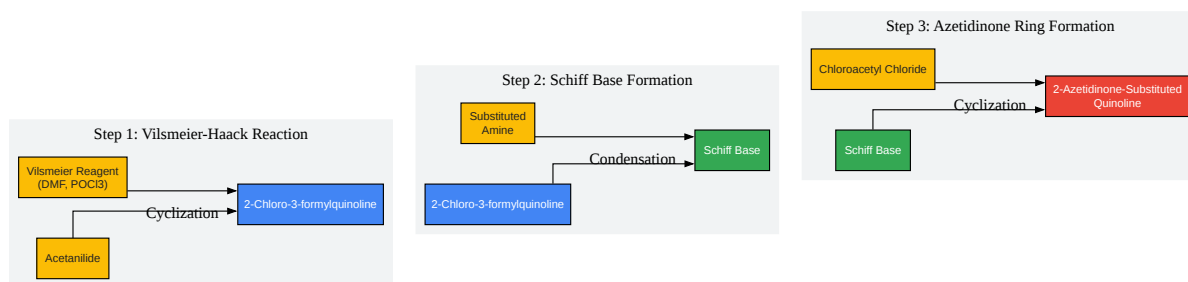 Step 1: Vilsmeier-Haack Reaction
Vilsmeier Reagent
(DMF, POCl3)
2-Chloro-3-formylquinoline
Cyclization
Acetanilide
Step 2: Schiff Base Formation
Substituted
Amine
Schiff Base
Condensation
2-Chloro-3-formylquinoline
Step 3: Azetidinone Ring Formation
Chloroacetyl Chloride
2-Azetidinone-Substituted
Quinoline
Cyclization
Schiff Base